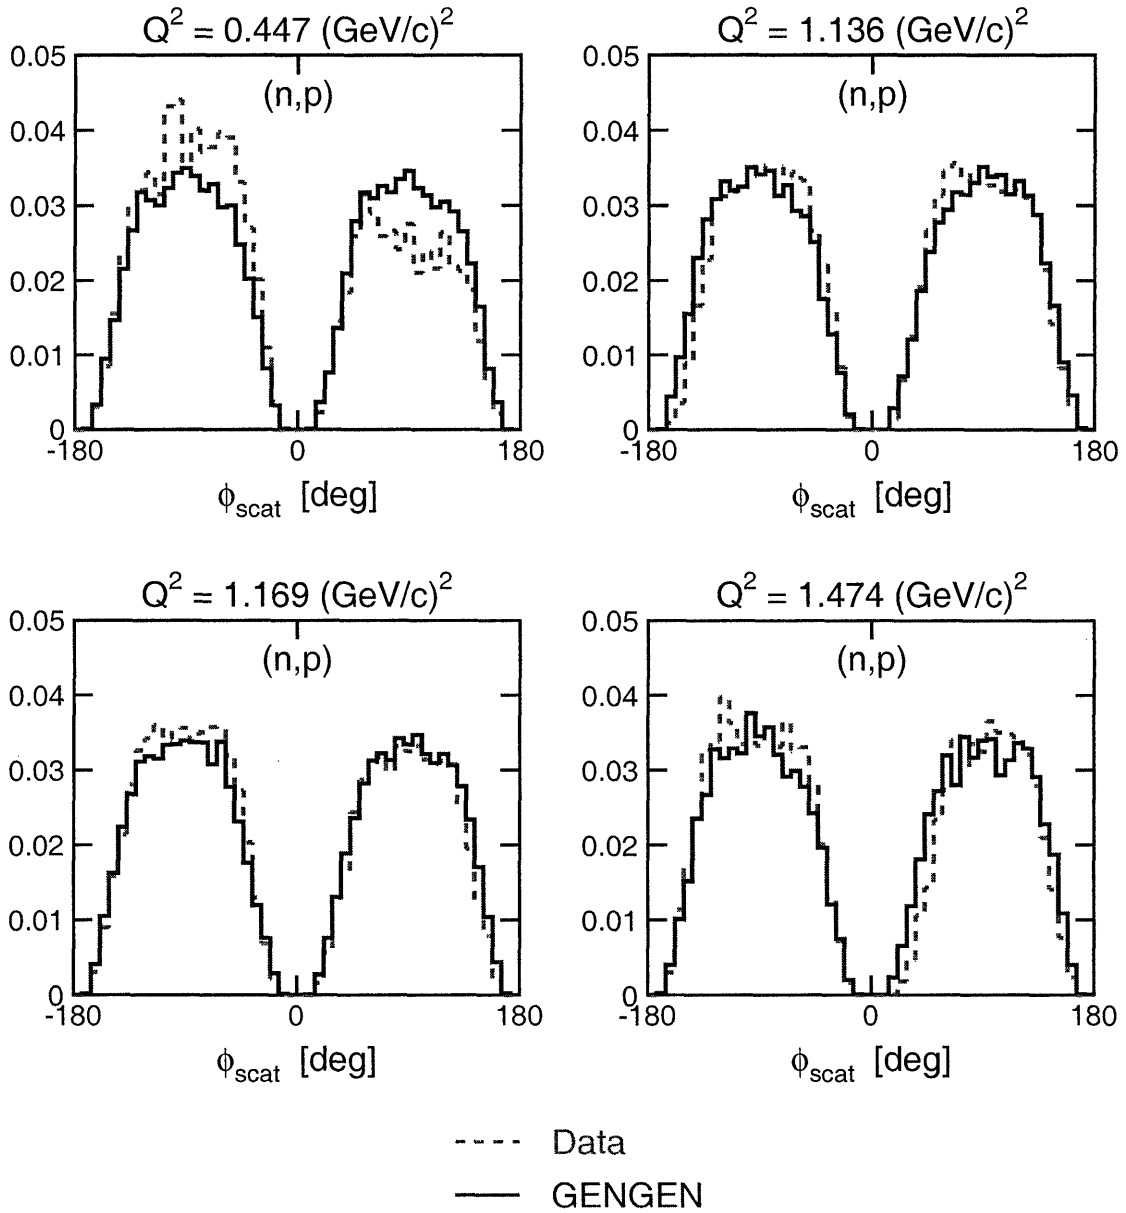 Q² = 0.447 (GeV/c)²
(n,p)
0.05
0.04
0.03
0.02
0.01
0
-180 0 180
ϕscat [deg]
Q² = 1.136 (GeV/c)²
(n,p)
0.05
0.04
0.03
0.02
0.01
0
-180 0 180
ϕscat [deg]
Q² = 1.169 (GeV/c)²
(n,p)
0.05
0.04
0.03
0.02
0.01
0
-180 0 180
ϕscat [deg]
Q² = 1.474 (GeV/c)²
(n,p)
0.05
0.04
0.03
0.02
0.01
0
-180 0 180
ϕscat [deg]
Data
GENGEN